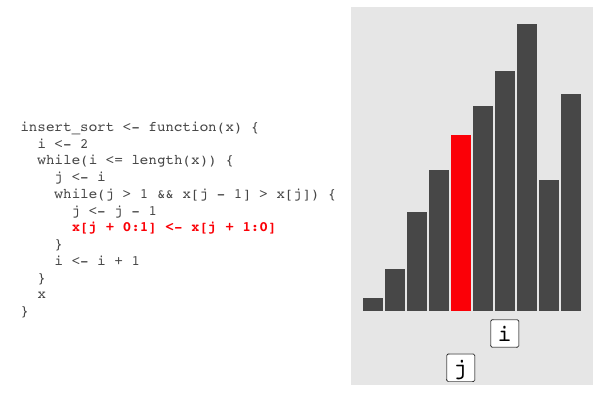 insert_sort <- function(x) {
  i <- 2
  while(i <= length(x)) {
    j <- i
    while(j > 1 && x[j - 1] > x[j]) {
      j <- j - 1
      x[j + 0:1] <- x[j + 1:0]
    }
    i <- i + 1
  }
  x
}
i
j